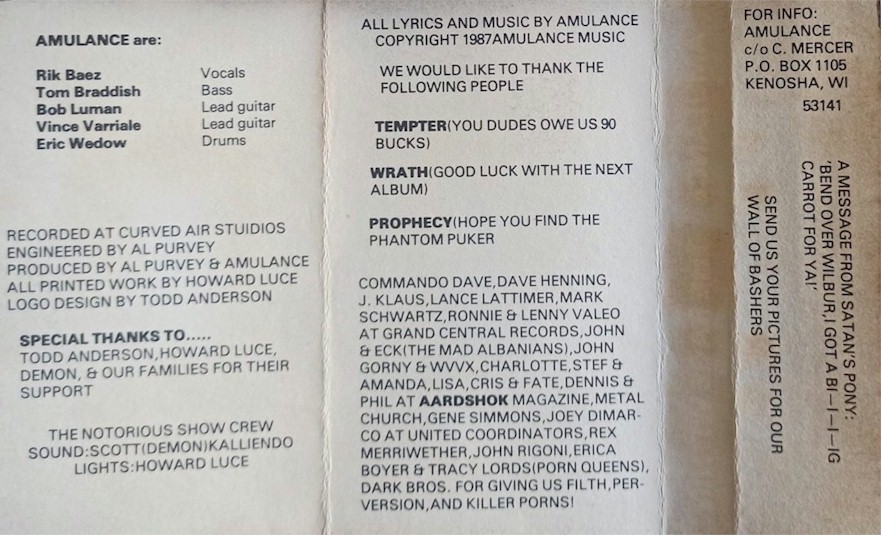 AMULANCE are:
Rik Baez Vocals
Tom Braddish Bass
Bob Luman Lead guitar
Vince Varriale Lead guitar
Eric Wedow Drums
RECORDED AT CURVED AIR STUIDIOS
ENGINEERED BY AL PURVEY
PRODUCED BY AL PURVEY & AMULANCE
ALL PRINTED WORK BY HOWARD LUCE
LOGO DESIGN BY TODD ANDERSON
SPECIAL THANKS TO.....
TODD ANDERSON,HOWARD LUCE,
DEMON, & OUR FAMILIES FOR THEIR
SUPPORT
THE NOTORIOUS SHOW CREW
SOUND:SCOTT(DEMON)KALLIENDO
LIGHTS:HOWARD LUCE
ALL LYRICS AND MUSIC BY AMULANCE
COPYRIGHT 1987AMULANCE MUSIC
WE WOULD LIKE TO THANK THE
FOLLOWING PEOPLE
TEMPTER(YOU DUDES OWE US 90
BUCKS)
WRATH(GOOD LUCK WITH THE NEXT
ALBUM)
PROPHECY(HOPE YOU FIND THE
PHANTOM PUKER
COMMANDO DAVE,DAVE HENNING,
J. KLAUS,LANCE LATTIMER,MARK
SCHWARTZ,RONNIE & LENNY VALEO
AT GRAND CENTRAL RECORDS,JOHN
& ECK(THE MAD ALBANIANS),JOHN
GORNY & WVVX,CHARLOTTE,STEF &
AMANDA,LISA,CRIS & FATE,DENNIS &
PHIL AT AARDSHOK MAGAZINE,METAL
CHURCH,GENE SIMMONS,JOEY DIMAR-
CO AT UNITED COORDINATORS,REX
MERRIWETHER,JOHN RIGONI,ERICA
BOYER & TRACY LORDS(PORN QUEENS),
DARK BROS. FOR GIVING US FILTH,PER-
VERSION,AND KILLER PORNS!
FOR INFO:
AMULANCE
c/o C. MERCER
P.O. BOX 1105
KENOSHA, WI
53141
A MESSAGE FROM SATAN'S PONY:
'BEND OVER WILBUR,I GOT A BI—I—I—IG
CARROT FOR YA!'
SEND US YOUR PICTURES FOR OUR
WALL OF BASHERS